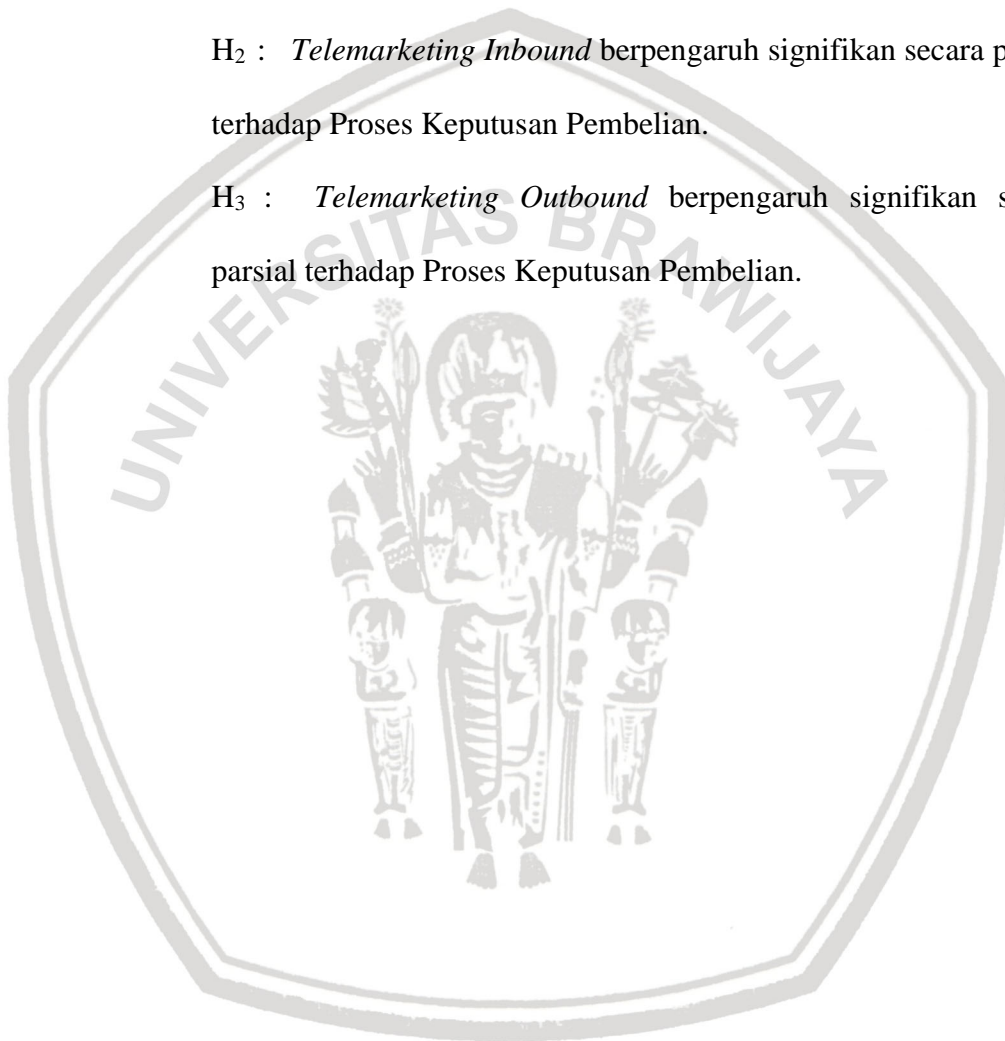 H₂ : Telemarketing Inbound berpengaruh signifikan secara
terhadap Proses Keputusan Pembelian.
H₃ : Telemarketing Outbound berpengaruh signifikan
parsial terhadap Proses Keputusan Pembelian.
UNIVERSITAS BRAWIJAYA